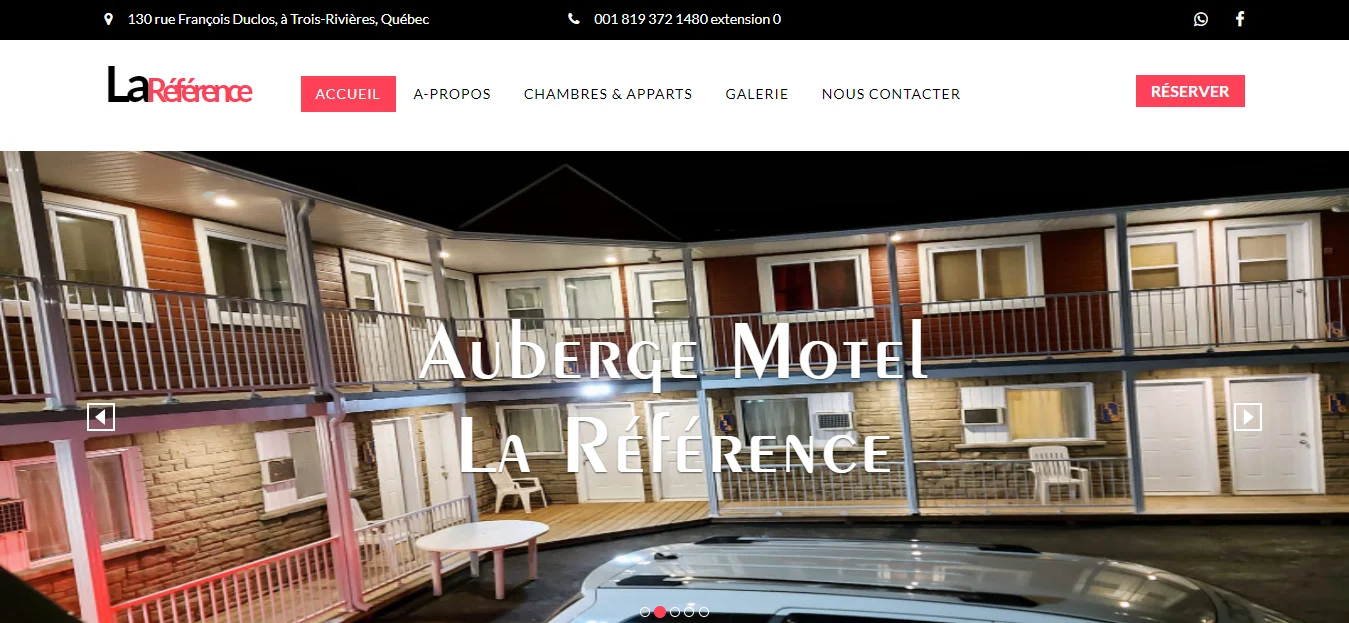 130 rue François Duclos, à Trois-Rivières, Québec
001 819 372 1480 extension 0
LaRéférence
ACCUEIL
A-PROPOS
CHAMBRES & APPARTS
GALERIE
NOUS CONTACTER
RÉSERVER
Auberge Motel
La Référence